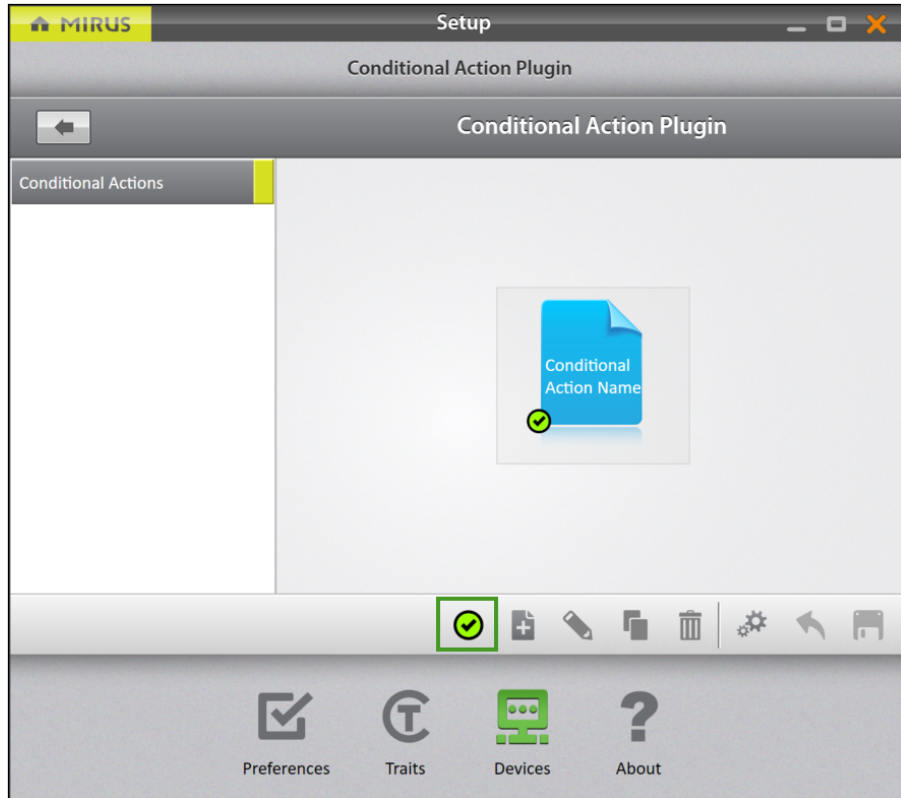 MIRUS
Setup
Conditional Action Plugin
Conditional Action Plugin
Conditional Actions
Conditional
Action Name
Preferences
Traits
Devices
About